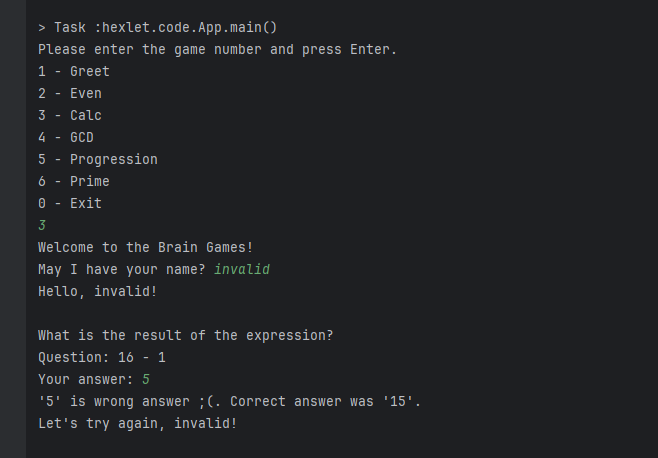 > Task :hexlet.code.App.main()
Please enter the game number and press Enter.
1 - Greet
2 - Even
3 - Calc
4 - GCD
5 - Progression
6 - Prime
0 - Exit
3
Welcome to the Brain Games!
May I have your name? invalid
Hello, invalid!
What is the result of the expression?
Question: 16 - 1
Your answer: 5
'5' is wrong answer ;(. Correct answer was '15'.
Let's try again, invalid!